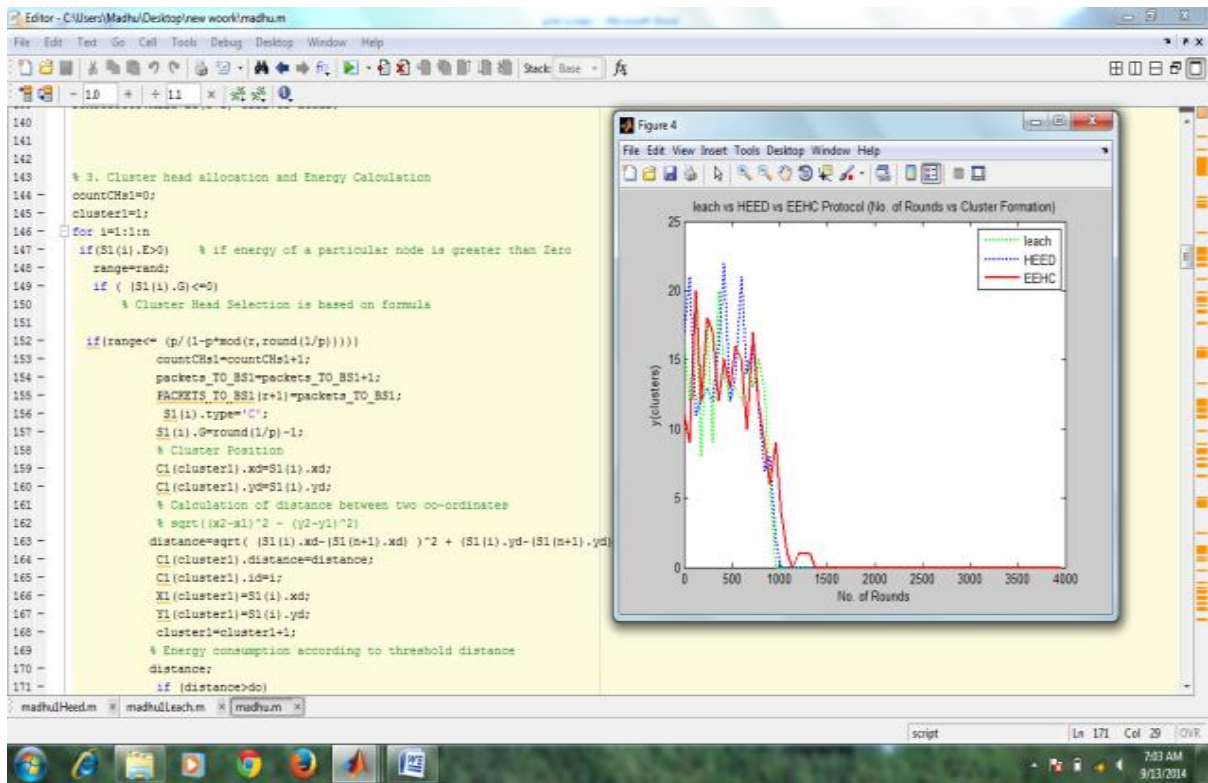 Editor - C:\Users\Madhu\Desktop\new woork\madhu.m
File Edit Text Go Cell Tools Debug Desktop Window Help
Stack: Base fx
- 1.0 + ÷ 1.1 ×
140
141
142
143 % 3. Cluster head allocation and Energy Calculation
144 - countCHs1=0;
145 - cluster1=1;
146 - for i=1:1:n
147 - if(S1(i).E>0) % if energy of a particular node is greater than Zero
148 - range=rand;
149 - if ( (S1(i).G)<=0)
150 % Cluster Head Selection is based on formula
151
152 - if(range<= (p/(1-p*mod(r,round(1/p)))))
153 - countCHs1=countCHs1+1;
154 - packets_TO_BS1=packets_TO_BS1+1;
155 - PACKETS_TO_BS1(r+1)=packets_TO_BS1;
156 - S1(i).type='C';
157 - S1(i).G=round(1/p)-1;
158 % Cluster Position
159 - C1(cluster1).xd=S1(i).xd;
160 - C1(cluster1).yd=S1(i).yd;
161 % Calculation of distance between two co-ordinates
162 % sqrt((x2-x1)^2 - (y2-y1)^2)
163 - distance=sqrt( (S1(i).xd-(S1(n+1).xd) )^2 + (S1(i).yd-(S1(n+1).yd)
164 - C1(cluster1).distance=distance;
165 - C1(cluster1).id=i;
166 - X1(cluster1)=S1(i).xd;
167 - Y1(cluster1)=S1(i).yd;
168 - cluster1=cluster1+1;
169 % Energy consumption according to threshold distance
170 - distance;
171 - if (distance>do)
Figure 4
File Edit View Insert Tools Desktop Window Help
leach vs HEED vs EEHC Protocol (No. of Rounds vs Cluster Formation)
leach
HEED
EEHC
25
20
15
10
5
0
y(clusters)
0 500 1000 1500 2000 2500 3000 3500 4000
No. of Rounds
madhu1Heed.m × madhu1Leach.m × madhu.m ×
script Ln 171 Col 29 OVR
7:03 AM
9/13/2014